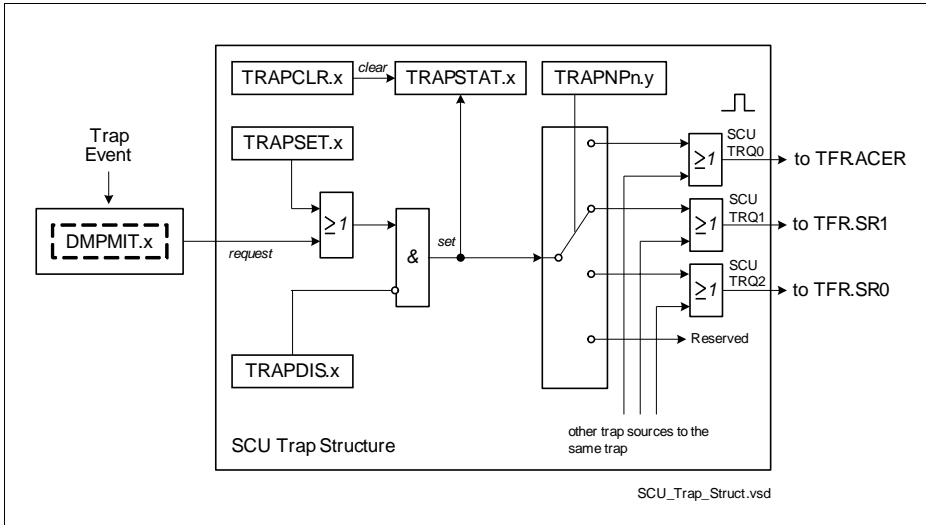 TRAPCLR.x
clear
TRAPSTAT.x
TRAPNPn.y
Trap
Event
TRAPSET.x
DMPMIT.x
request
≥1
&
set
TRAPDIS.x
≥1
SCU
TRQ0
to TFR.ACER
≥1
SCU
TRQ1
to TFR.SR1
≥1
SCU
TRQ2
to TFR.SR0
Reserved
other trap sources to the
same trap
SCU Trap Structure
SCU_Trap_Struct.vsd